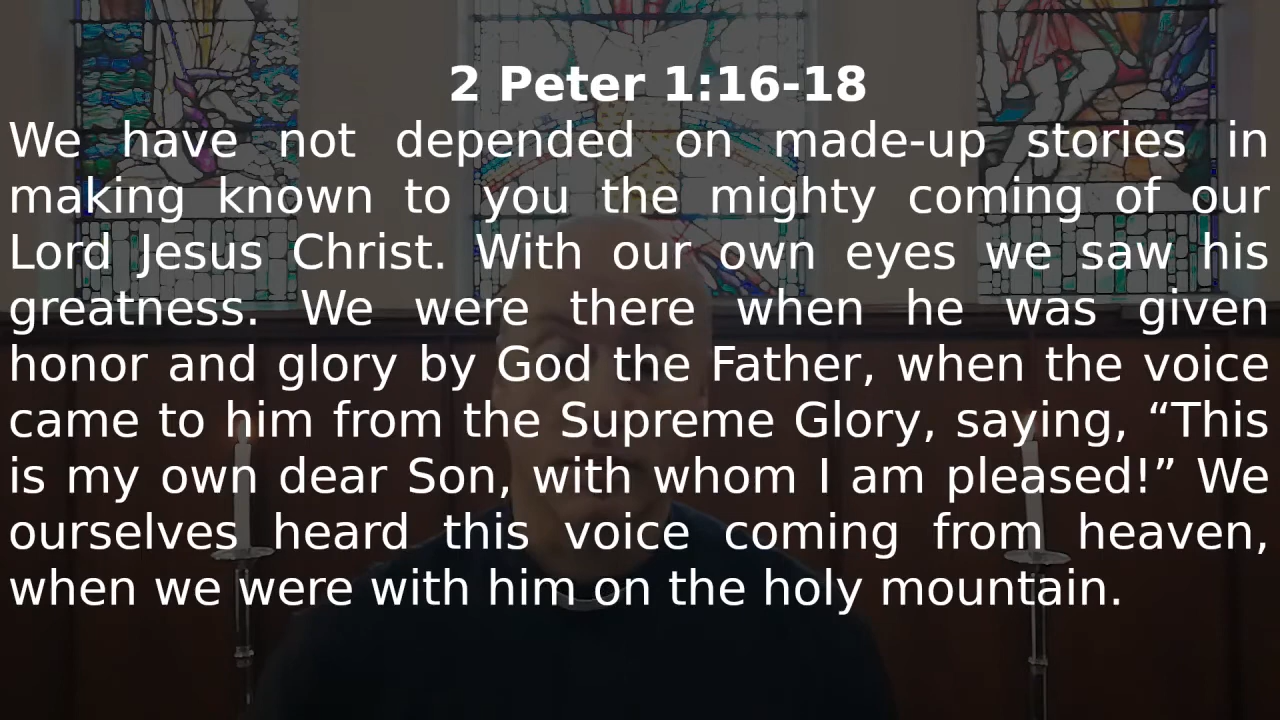 2 Peter 1:16-18
We have not depended on made-up stories in
making known to you the mighty coming of our
Lord Jesus Christ. With our own eyes we saw his
greatness. We were there when he was given
honor and glory by God the Father, when the voice
came to him from the Supreme Glory, saying, “This
is my own dear Son, with whom I am pleased!” We
ourselves heard this voice coming from heaven,
when we were with him on the holy mountain.